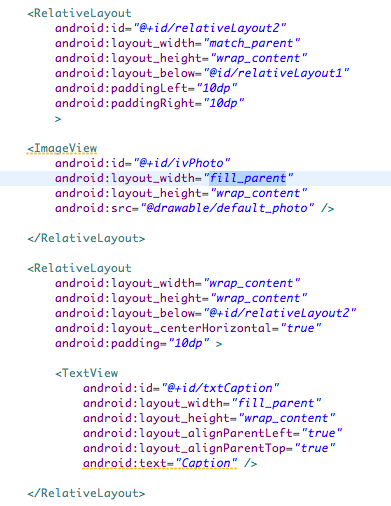 <RelativeLayout
android:id="@+id/relativeLayout2"
android:layout_width="match_parent"
android:layout_height="wrap_content"
android:layout_below="@id/relativeLayout1"
android:paddingLeft="10dp"
android:paddingRight="10dp"
>
<ImageView
android:id="@+id/ivPhoto"
android:layout_width="fill_parent"
android:layout_height="wrap_content"
android:src="@drawable/default_photo" />
</RelativeLayout>
<RelativeLayout
android:layout_width="wrap_content"
android:layout_height="wrap_content"
android:layout_below="@+id/relativeLayout2"
android:layout_centerHorizontal="true"
android:padding="10dp" >
<TextView
android:id="@+id/txtCaption"
android:layout_width="fill_parent"
android:layout_height="wrap_content"
android:layout_alignParentLeft="true"
android:layout_alignParentTop="true"
android:text="Caption" />
</RelativeLayout>